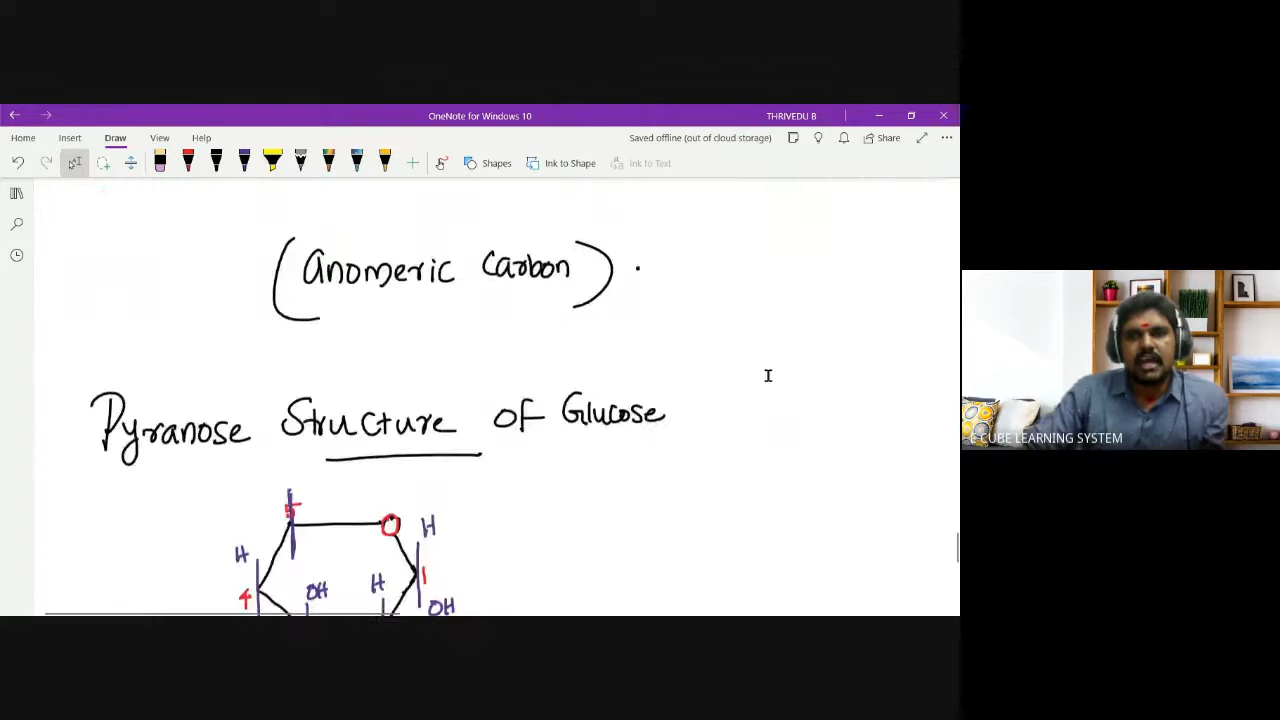 OneNote for Windows 10
THRIVEDU B
Home Insert Draw View Help
Saved offline (out of cloud storage)
Share
Shapes
Ink to Shape
Ink to Text
(Anomeric Carbon) .
Pyranose Structure of Glucose
5
O
H
H
1
4
OH
H
OH
E CUBE LEARNING SYSTEM